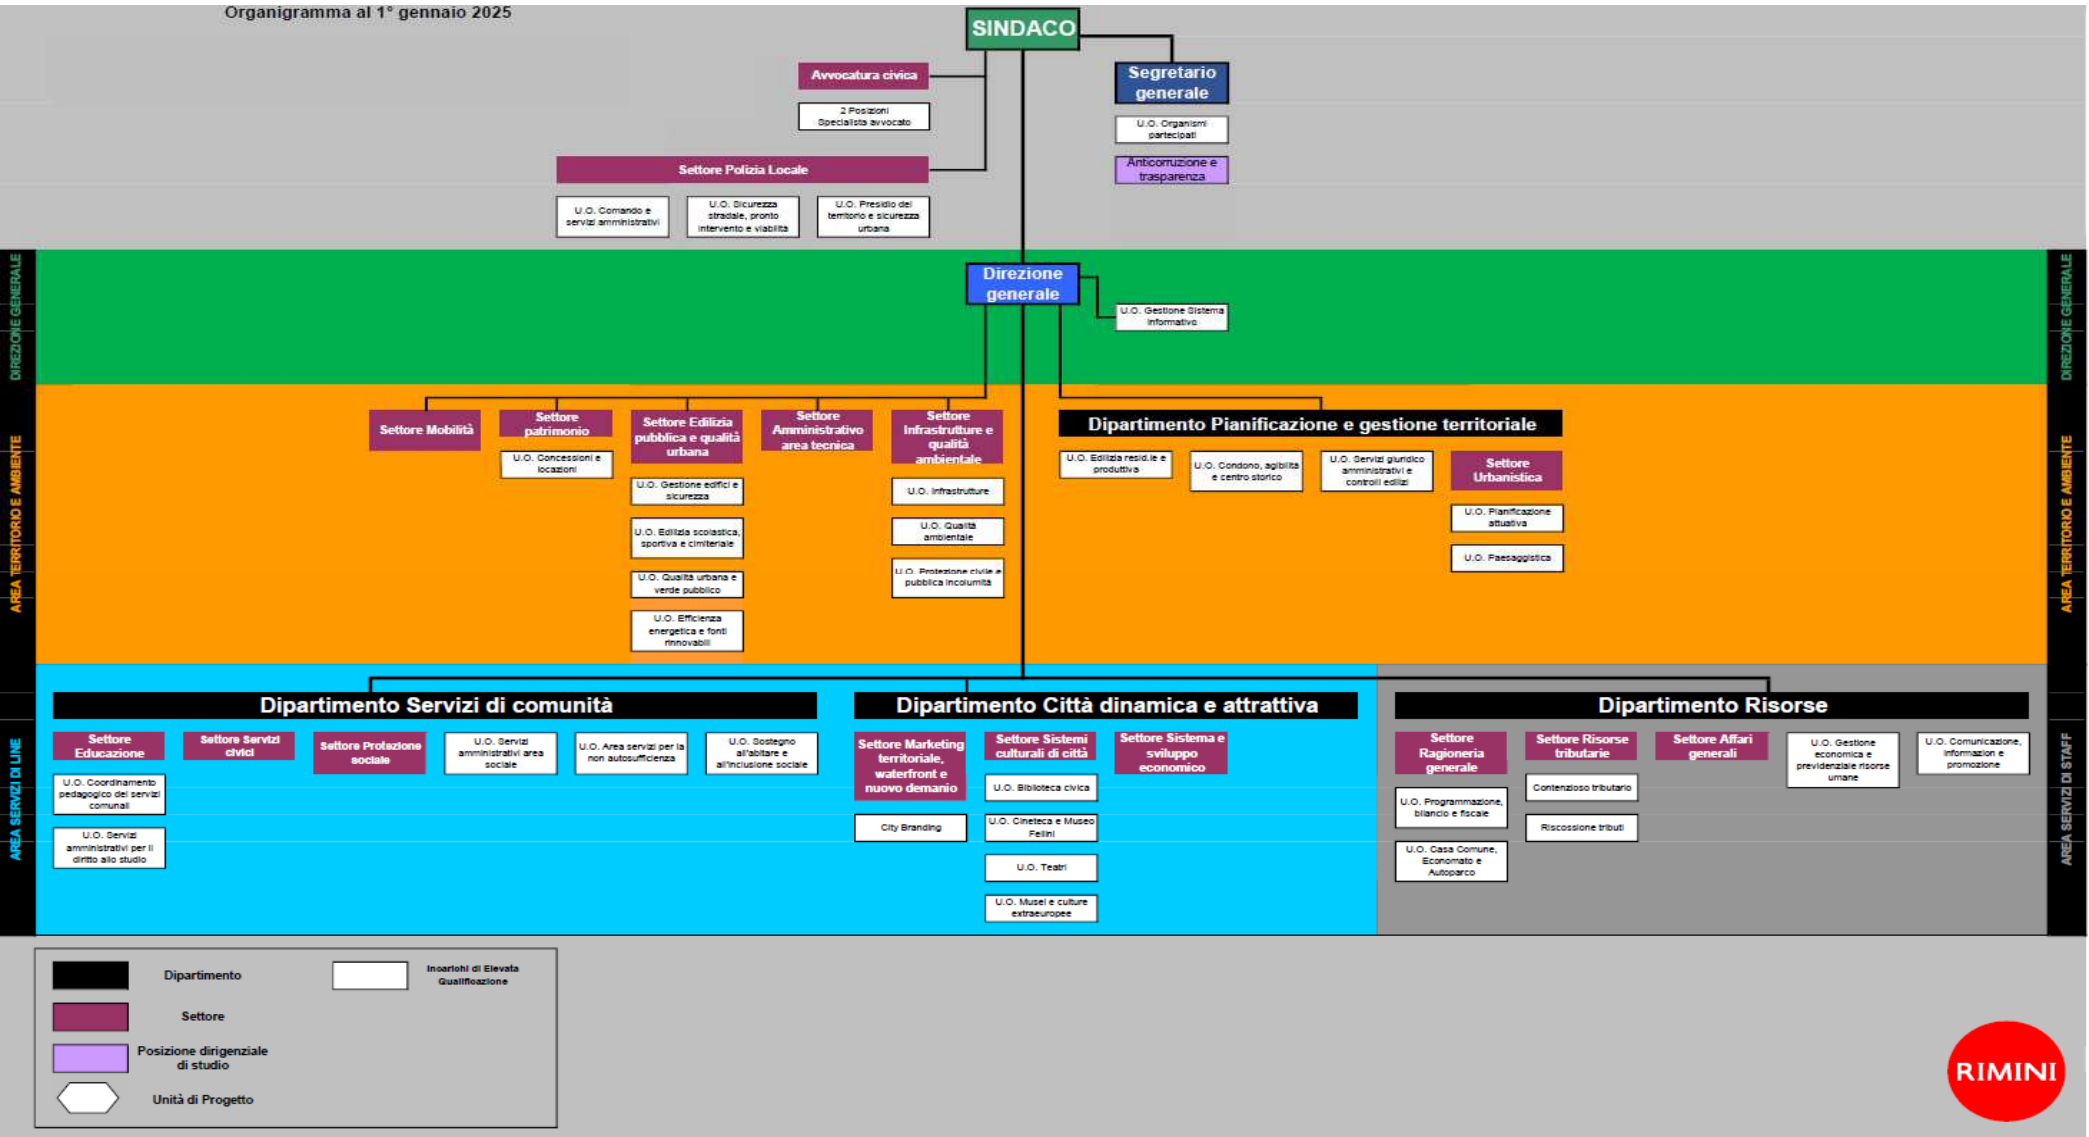 Organigramma al 1° gennaio 2025
SINDACO
Avvocatura civica
2 Posizioni
Specialista avvocato
Segretario
generale
U.O. Organismi
partecipati
Anticorruzione e
trasparenza
Settore Polizia Locale
U.O. Comando e
servizi amministrativi
U.O. Sicurezza
stradale, pronto
intervento e viabilità
U.O. Presidio del
territorio e sicurezza
urbana
DIREZIONE GENERALE
Direzione
generale
U.O. Gestione Sistema
Informativo
DIREZIONE GENERALE
AREA TERRITORIO E AMBIENTE
Settore Mobilità
Settore
patrimonio
U.O. Concessioni e
locazioni
Settore Edilizia
pubblica e qualità
urbana
U.O. Gestione edifici e
sicurezza
U.O. Edilizia scolastica,
sportiva e cimiteriale
U.O. Qualità urbana e
verde pubblico
U.O. Efficienza
energetica e fonti
rinnovabili
Settore
Amministrativo
area tecnica
Settore
Infrastrutture e
qualità
ambientale
U.O. Infrastrutture
U.O. Qualità
ambientale
U.O. Protezione civile e
pubblica incolumità
Dipartimento Pianificazione e gestione territoriale
U.O. Edilizia resid.le e
produttiva
U.O. Condono, agibilità
e centro storico
U.O. Servizi giuridico
amministrativi e
controlli edilizi
Settore
Urbanistica
U.O. Pianificazione
attuativa
U.O. Paesaggistica
AREA TERRITORIO E AMBIENTE
AREA SERVIZI DI LINE
Dipartimento Servizi di comunità
Settore
Educazione
U.O. Coordinamento
pedagogico dei servizi
comunali
U.O. Servizi
amministrativi per il
diritto allo studio
Settore Servizi
civici
Settore Protezione
sociale
U.O. Servizi
amministrativi area
sociale
U.O. Area servizi per la
non autosufficienza
U.O. Sostegno
all'abitare e
all'inclusione sociale
Dipartimento Città dinamica e attrattiva
Settore Marketing
territoriale,
waterfront e
nuovo demanio
City Branding
Settore Sistemi
culturali di città
U.O. Biblioteca civica
U.O. Cineteca e Museo
Fellini
U.O. Teatri
U.O. Musei e culture
extraeuropee
Settore Sistema e
sviluppo
economico
Dipartimento Risorse
Settore
Ragioneria
generale
U.O. Programmazione,
bilancio e fiscale
U.O. Casa Comune,
Economato e
Autoparco
Settore Risorse
tributarie
Contenzioso tributario
Riscossione tributi
Settore Affari
generali
U.O. Gestione
economica e
previdenziale risorse
umane
U.O. Comunicazione,
informazione e
promozione
AREA SERVIZI DI STAFF
Dipartimento
Incarichi di Elevata
Qualificazione
Settore
Posizione dirigenziale
di studio
Unità di Progetto
RIMINI